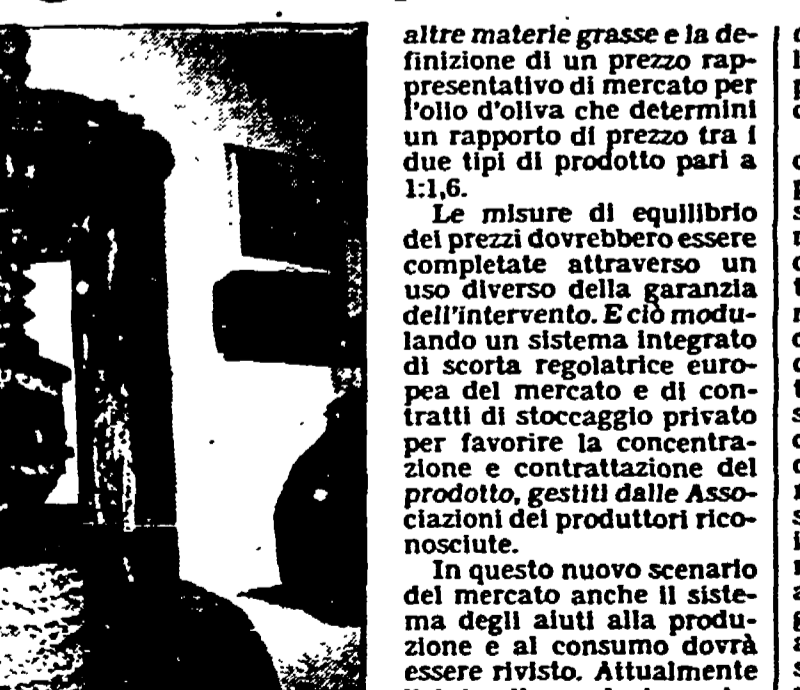 altre materie grasse e la de-
finizione di un prezzo rap-
presentativo di mercato per
l'olio d'oliva che determini
un rapporto di prezzo tra i
due tipi di prodotto pari a
1:1,6.
Le misure di equilibrio
dei prezzi dovrebbero essere
completate attraverso un
uso diverso della garanzia
dell'intervento. E ciò modu-
lando un sistema integrato
di scorta regolatrice euro-
pea del mercato e di con-
tratti di stoccaggio privato
per favorire la concentra-
zione e contrattazione del
prodotto, gestiti dalle Asso-
ciazioni dei produttori rico-
nosciute.
In questo nuovo scenario
del mercato anche il siste-
ma degli aiuti alla produ-
zione e al consumo dovrà
essere rivisto. Attualmente